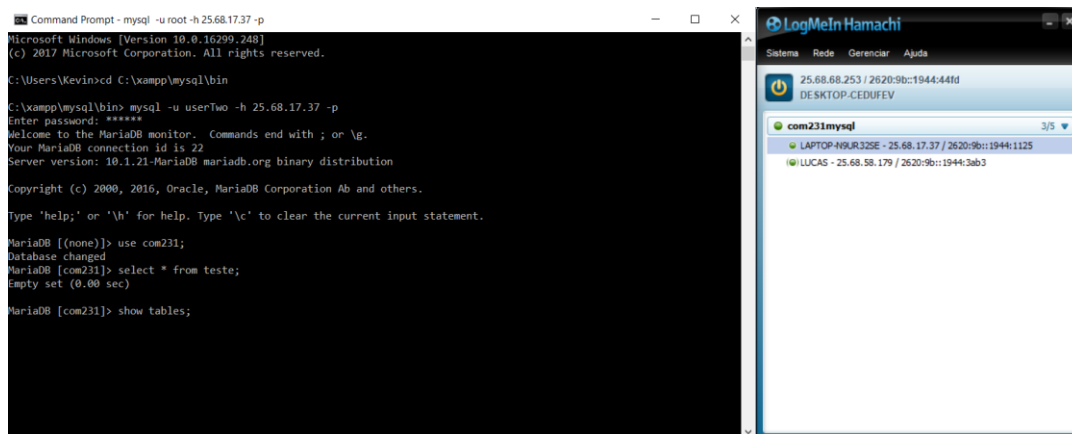 Command Prompt - mysql -u root -h 25.68.17.37 -p
Microsoft Windows [Version 10.0.16299.248]
(c) 2017 Microsoft Corporation. All rights reserved.
C:\Users\Kevin>cd C:\xampp\mysql\bin
C:\xampp\mysql\bin> mysql -u userTwo -h 25.68.17.37 -p
Enter password: ******
Welcome to the MariaDB monitor.  Commands end with ; or \g.
Your MariaDB connection id is 22
Server version: 10.1.21-MariaDB mariadb.org binary distribution
Copyright (c) 2000, 2016, Oracle, MariaDB Corporation Ab and others.
Type 'help;' or '\h' for help. Type '\c' to clear the current input statement.
MariaDB [(none)]> use com231;
Database changed
MariaDB [com231]> select * from teste;
Empty set (0.00 sec)
MariaDB [com231]> show tables;
LogMeIn Hamachi
Sistema Rede Gerenciar Ajuda
25.68.68.253 / 2620:9b::1944:44fd
DESKTOP-CEDUFEV
com231mysql 3/5
LAPTOP-N9UR32SE - 25.68.17.37 / 2620:9b::1944:1125
LUCAS - 25.68.58.179 / 2620:9b::1944:3ab3